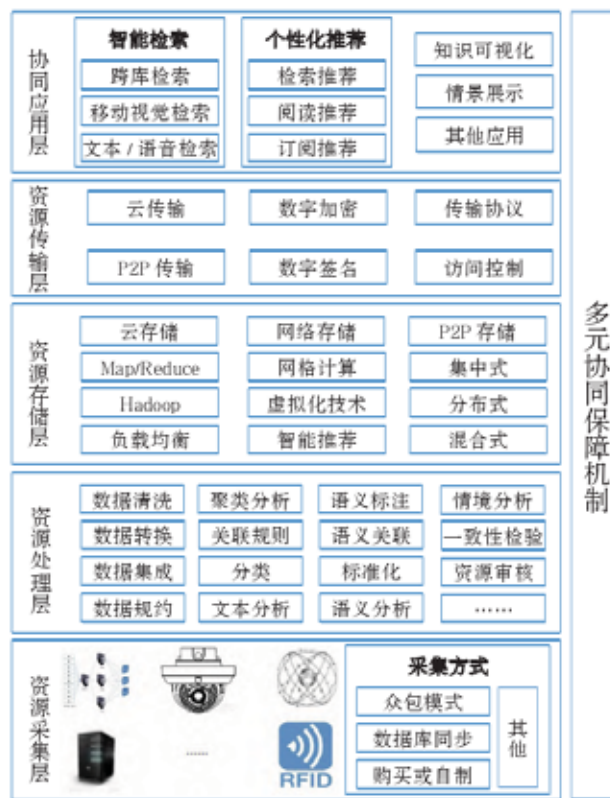 协同应用层
智能检索
跨库检索
移动视觉检索
文本 / 语音检索
个性化推荐
检索推荐
阅读推荐
订阅推荐
知识可视化
情景展示
其他应用
资源传输层
云传输
数字加密
传输协议
P2P 传输
数字签名
访问控制
资源存储层
云存储
网络存储
P2P 存储
Map/Reduce
网格计算
集中式
Hadoop
虚拟化技术
分布式
负载均衡
智能推荐
混合式
资源处理层
数据清洗
聚类分析
语义标注
情境分析
数据转换
关联规则
语义关联
一致性检验
数据集成
分类
标准化
资源审核
数据规约
文本分析
语义分析
……
资源采集层
……
RFID
采集方式
众包模式
数据库同步
购买或自制
其他
多元协同保障机制